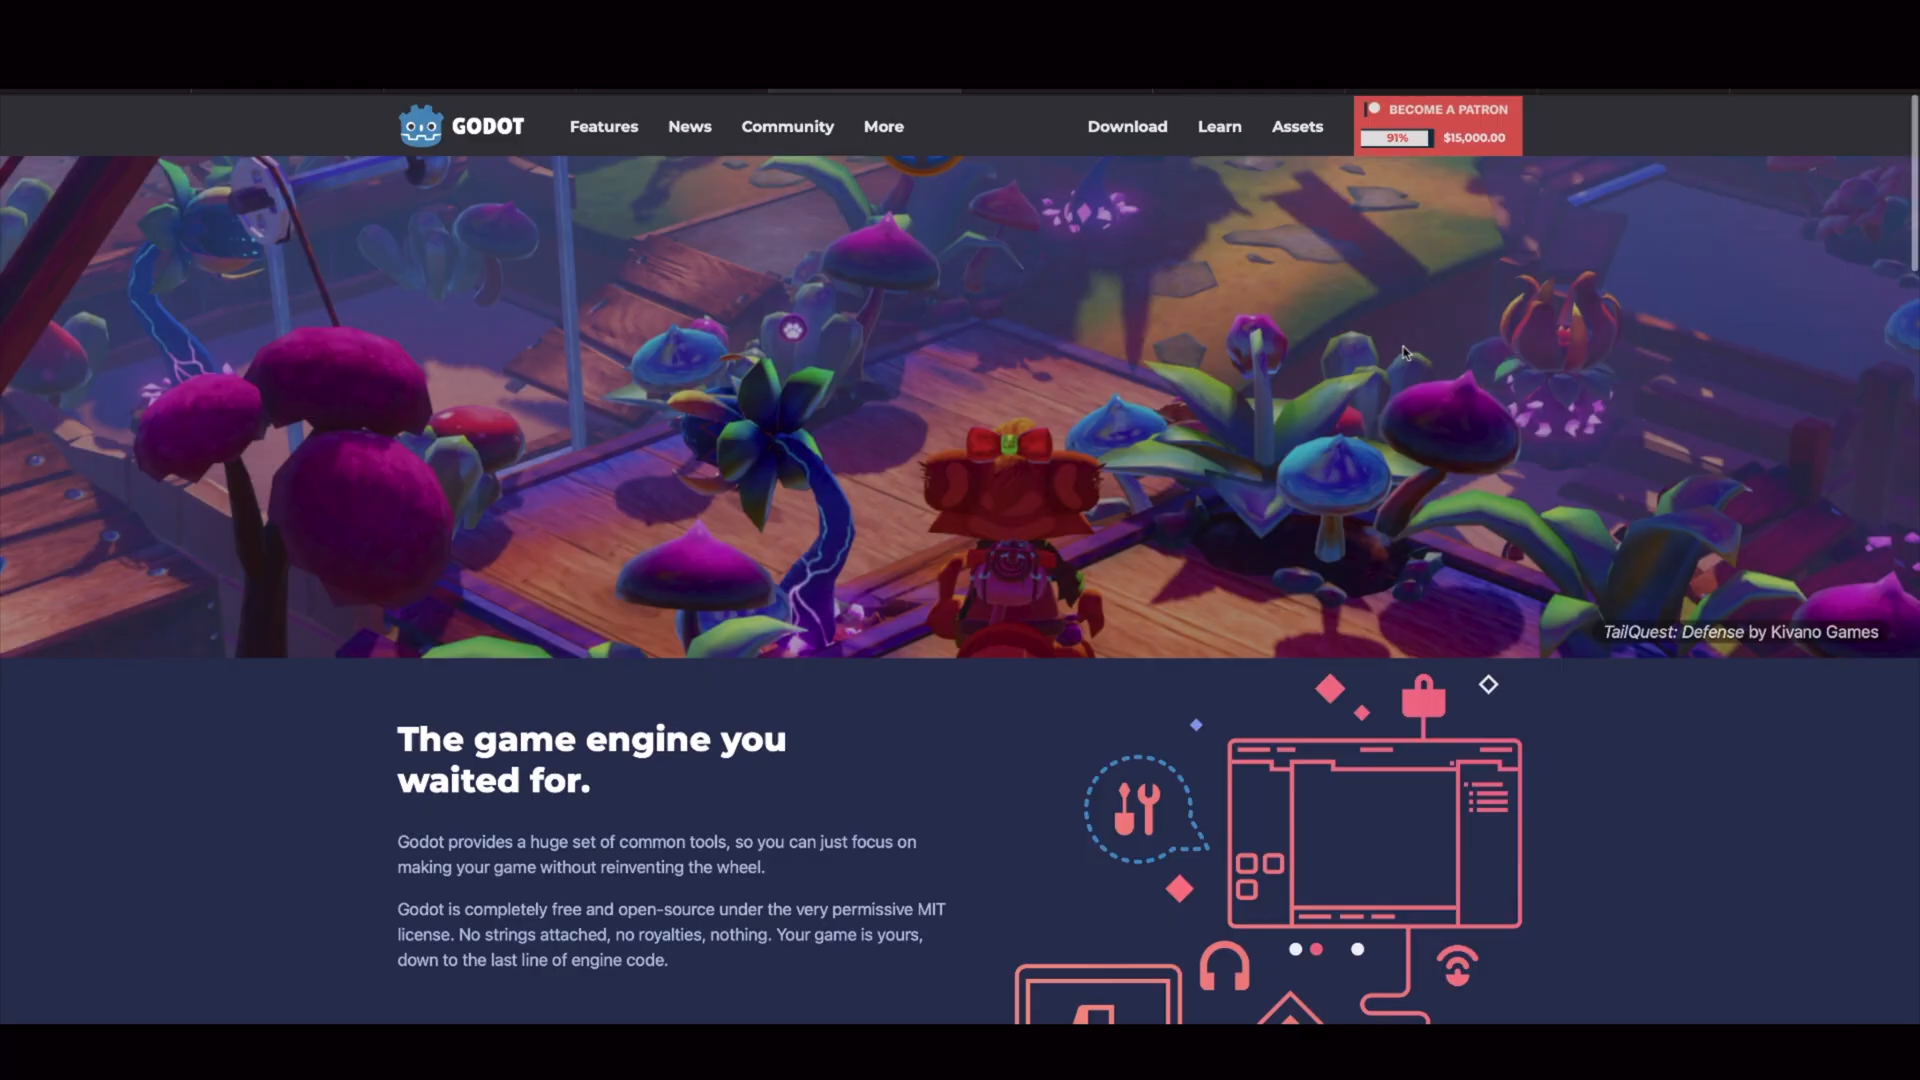 GODOT Features News Community More Download Learn Assets BECOME A PATRON
91% $15,000.00
TailQuest: Defense by Kivano Games
The game engine you
waited for.
Godot provides a huge set of common tools, so you can just focus on
making your game without reinventing the wheel.
Godot is completely free and open-source under the very permissive MIT
license. No strings attached, no royalties, nothing. Your game is yours,
down to the last line of engine code.